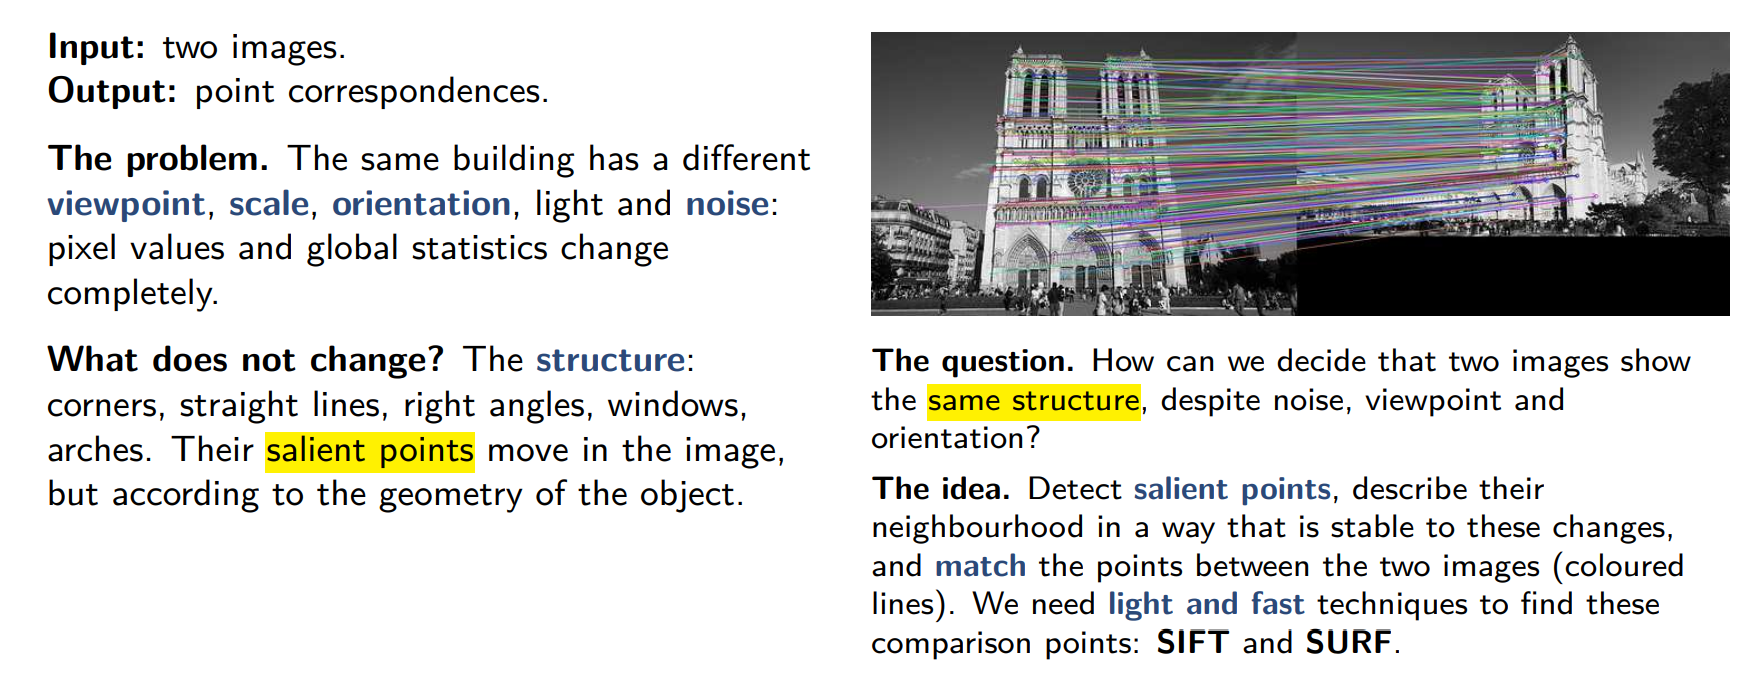 Input: two images.
Output: point correspondences.
The problem. The same building has a different
viewpoint, scale, orientation, light and noise:
pixel values and global statistics change
completely.
What does not change? The structure:
corners, straight lines, right angles, windows,
arches. Their salient points move in the image,
but according to the geometry of the object.
The question. How can we decide that two images show
the same structure, despite noise, viewpoint and
orientation?
The idea. Detect salient points, describe their
neighbourhood in a way that is stable to these changes,
and match the points between the two images (coloured
lines). We need light and fast techniques to find these
comparison points: SIFT and SURF.